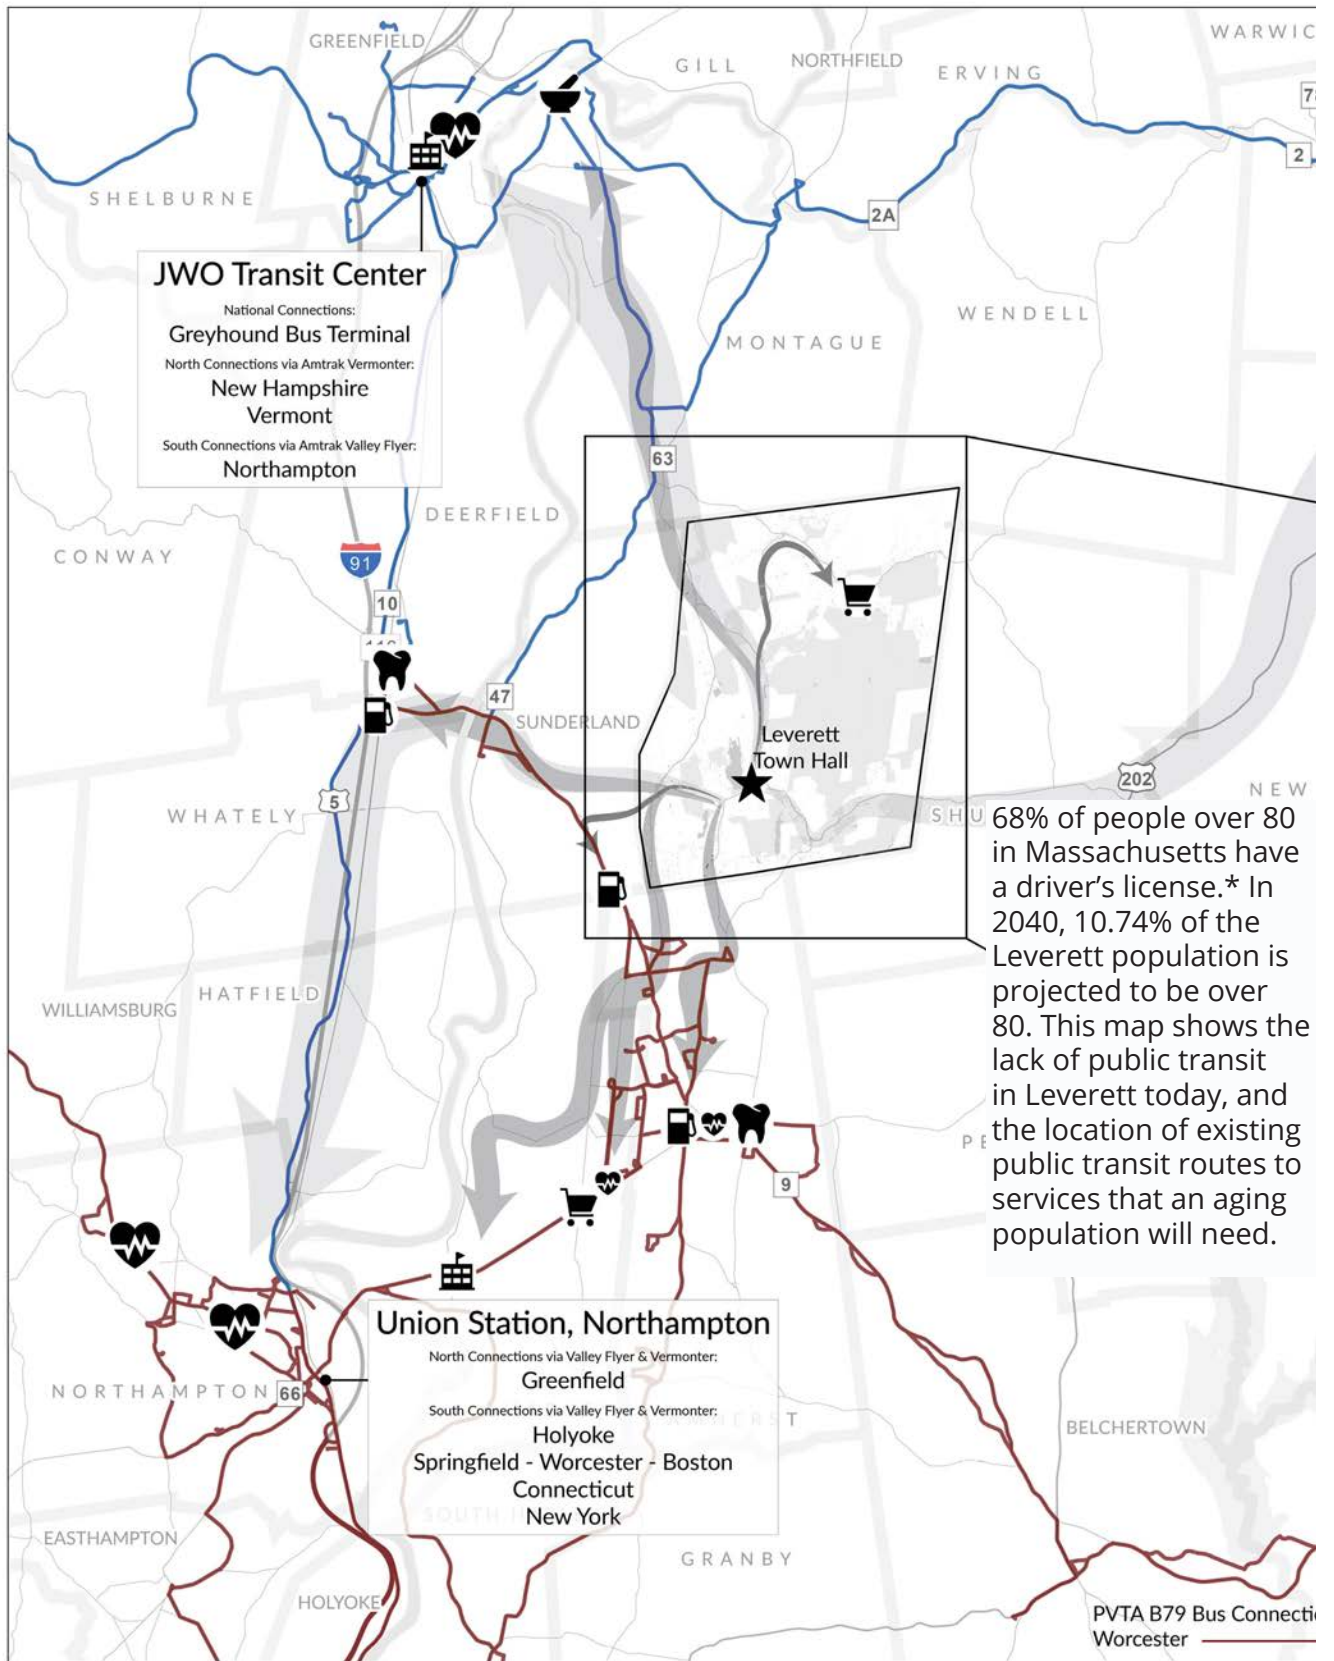 GREENFIELD
WARWIC
GILL
NORTHFIELD
ERVING
2
SHELBURNE
2A
JWO Transit Center
National Connections:
Greyhound Bus Terminal
North Connections via Amtrak Vermonter:
New Hampshire
Vermont
South Connections via Amtrak Valley Flyer:
Northampton
WENDELL
MONTAGUE
63
DEERFIELD
CONWAY
91
10
47
SUNDERLAND
Leverett
Town Hall
202
NEW
5
WHATELY
SHU
68% of people over 80
in Massachusetts have
a driver’s license.* In
2040, 10.74% of the
Leverett population is
projected to be over
80. This map shows the
lack of public transit
in Leverett today, and
the location of existing
public transit routes to
services that an aging
population will need.
HATFIELD
WILLIAMSBURG
PE
9
Union Station, Northampton
North Connections via Valley Flyer & Vermonter:
Greenfield
South Connections via Valley Flyer & Vermonter:
Holyoke
Springfield - Worcester - Boston
Connecticut
New York
NORTHAMPTON
66
AMHERST
BELCHERTOWN
EASTHAMPTON
GRANBY
HOLYOKE
PVTA B79 Bus Connecti
Worcester